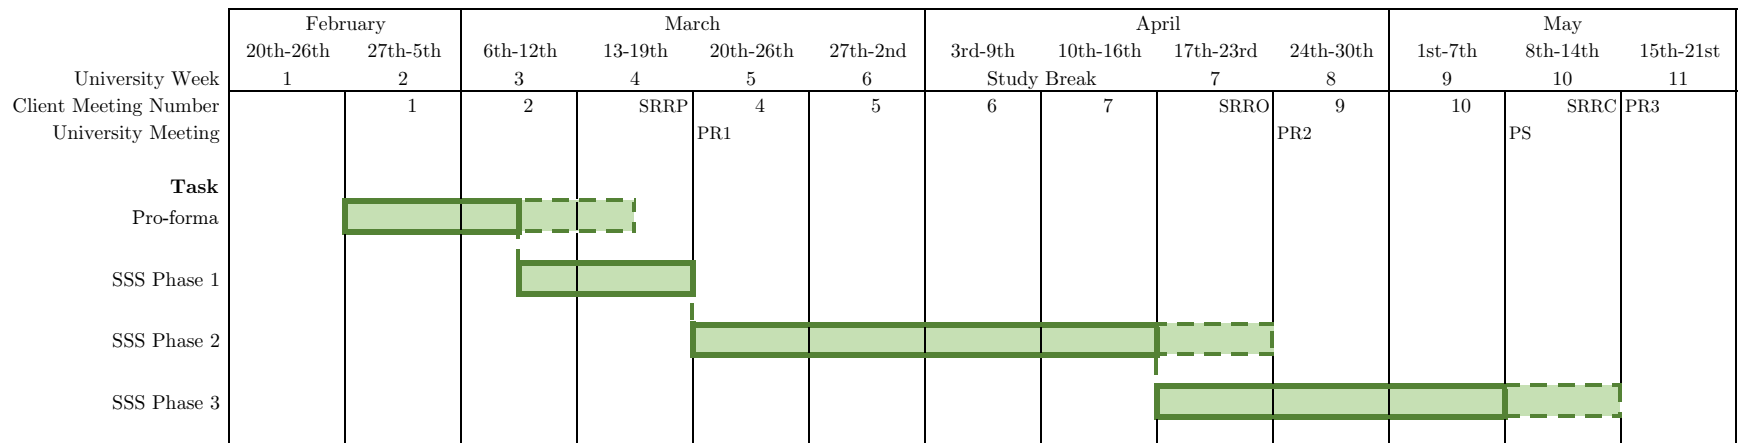 February March April May
20th-26th 27th-5th 6th-12th 13-19th 20th-26th 27th-2nd 3rd-9th 10th-16th 17th-23rd 24th-30th 1st-7th 8th-14th 15th-21st
University Week 1 2 3 4 5 6 Study Break 7 8 9 10 11
Client Meeting Number 1 2 SRRP 4 5 6 7 SRRO 9 10 SRRC PR3
University Meeting PR1 PR2 PS
Task
Pro-forma
SSS Phase 1
SSS Phase 2
SSS Phase 3